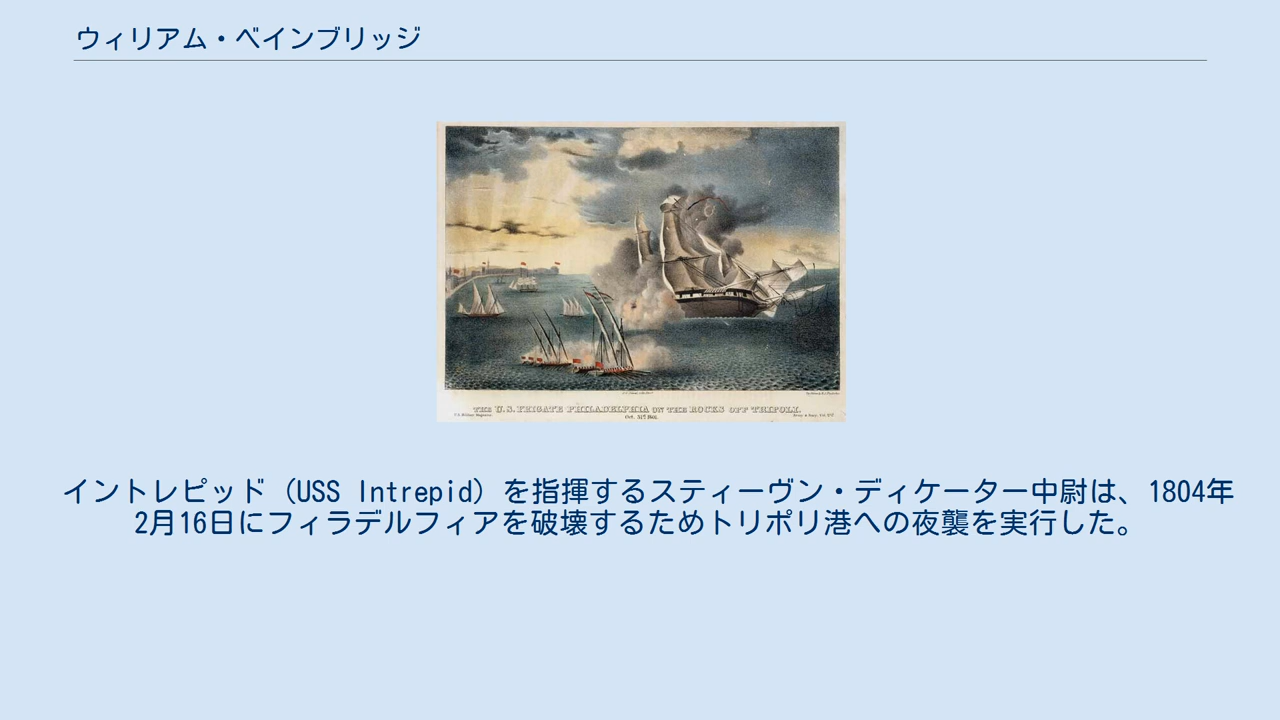 ウィリアム・ベインブリッジ
THE U.S. FRIGATE PHILADELPHIA ON THE ROCKS OFF TRIPOLI.
イントレピッド（USS Intrepid）を指揮するスティーヴン・ディケーター中尉は、1804年
2月16日にフィラデルフィアを破壊するためトリポリ港への夜襲を実行した。